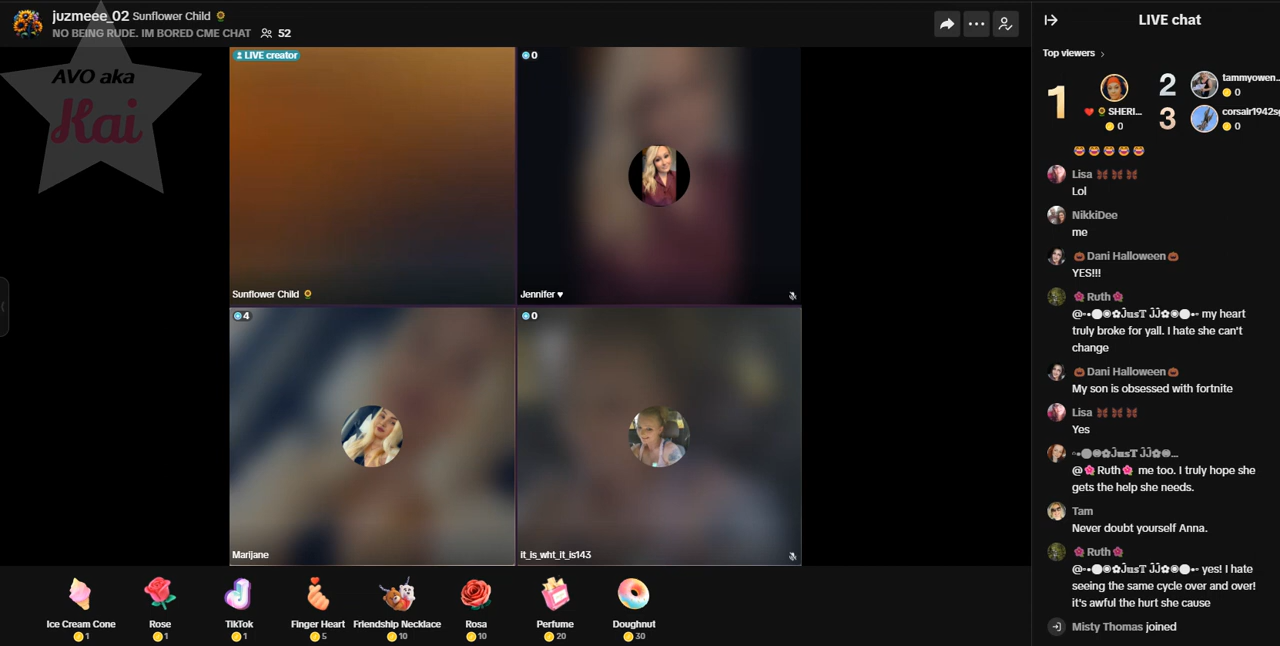 juzmeee_02 Sunflower Child 🌻
NO BEING RUDE. IM BORED CME CHAT 52
AVO aka
Kai
LIVE creator
0
Sunflower Child 🌻
Jennifer ♥
4
0
Marijane
it_is_wht_it_is143
Ice Cream Cone
1
Rose
1
TikTok
1
Finger Heart
5
Friendship Necklace
10
Rosa
10
Perfume
20
Doughnut
30
LIVE chat
Top viewers
1
❤️ 🌻 SHERI...
0
2
tammyowen...
0
3
corsair1942s
0
Lisa
Lol
NikkiDee
me
🎃Dani Halloween🎃
YES!!!
🌺Ruth🌺
@◦•●◉✿J𝕦𝕤T J̄J̄✿◉●•◦ my heart
truly broke for yall. I hate she can't
change
🎃Dani Halloween🎃
My son is obsessed with fortnite
Lisa
Yes
◦•●◉✿J𝕦𝕤T J̄J̄✿◉...
@🌺Ruth🌺 me too. I truly hope she
gets the help she needs.
Tam
Never doubt yourself Anna.
🌺Ruth🌺
@◦•●◉✿J𝕦𝕤T J̄J̄✿◉●•◦ yes! I hate
seeing the same cycle over and over!
it's awful the hurt she cause
Misty Thomas joined